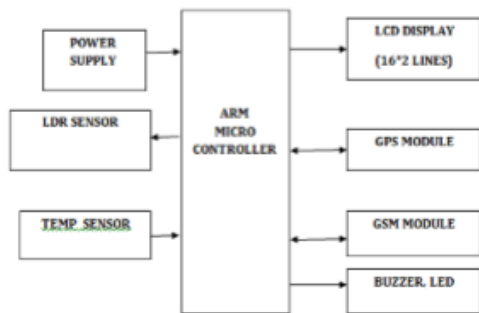 POWER
SUPPLY
LDR SENSOR
TEMP SENSOR
ARM
MICRO
CONTROLLER
LCD DISPLAY
(16*2 LINES)
GPS MODULE
GSM MODULE
BUZZER. LED